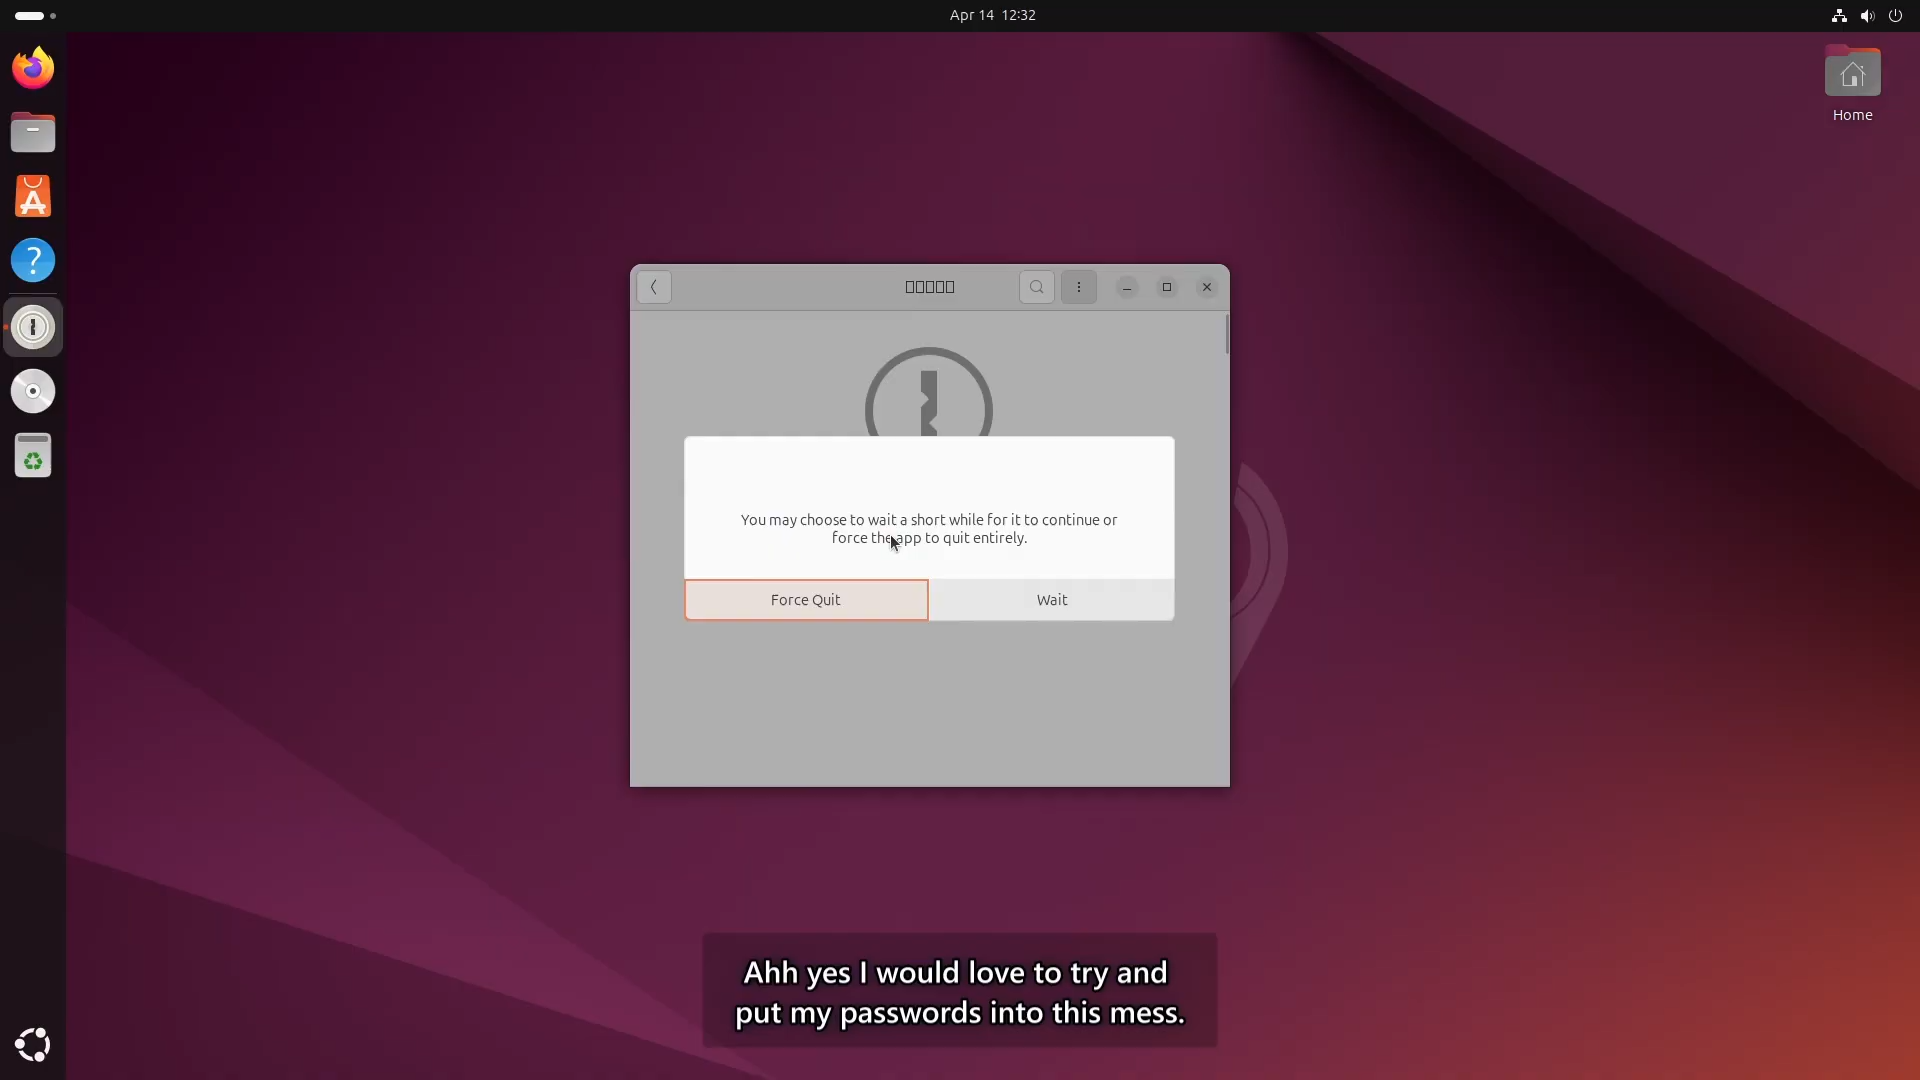 Apr 14 12:32
Home
You may choose to wait a short while for it to continue or
force the app to quit entirely.
Force Quit
Wait
Ahh yes I would love to try and
put my passwords into this mess.